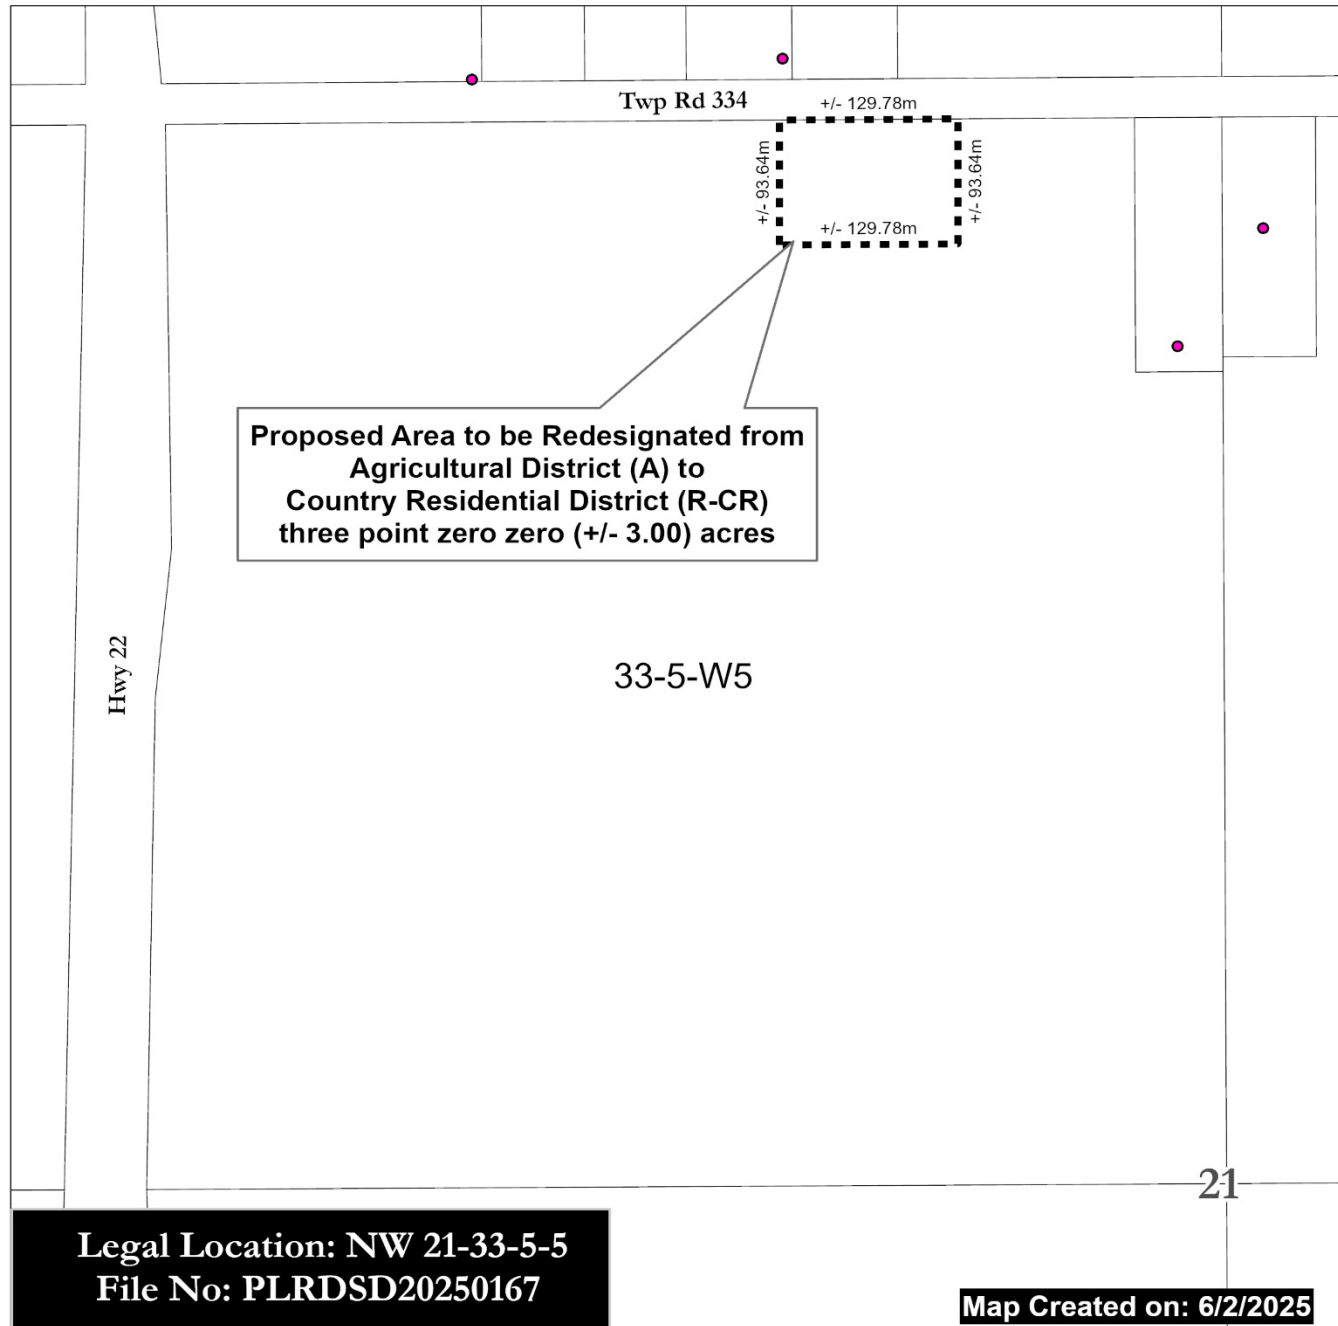 Twp Rd 334
+/- 129.78m
+/- 93.64m
+/- 93.64m
+/- 129.78m
Proposed Area to be Redesignated from
Agricultural District (A) to
Country Residential District (R-CR)
three point zero zero (+/- 3.00) acres
Hwy 22
33-5-W5
21
Legal Location: NW 21-33-5-5
File No: PLRDSD20250167
Map Created on: 6/2/2025